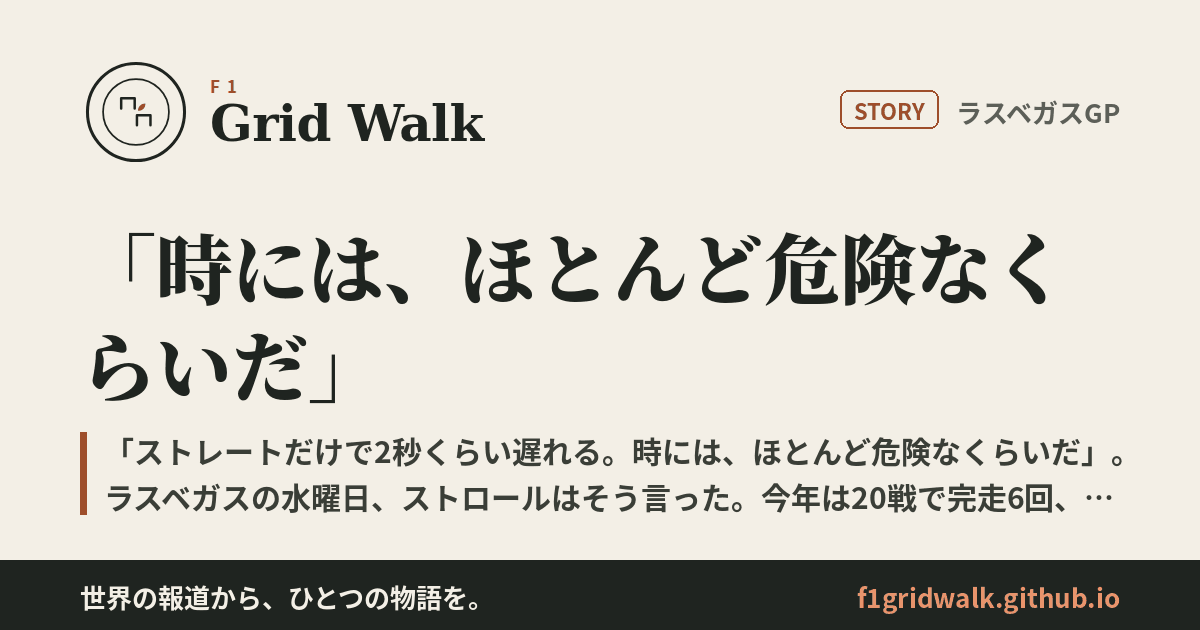 F1
Grid Walk
STORY ラスベガスGP
「時には、ほとんど危険なく
らいだ」
「ストレートだけで2秒くらい遅れる。時には、ほとんど危険なくらいだ」。
ラスベガスの水曜日、ストロールはそう言った。今年は20戦で完走6回、…
世界の報道から、ひとつの物語を。
f1gridwalk.github.io